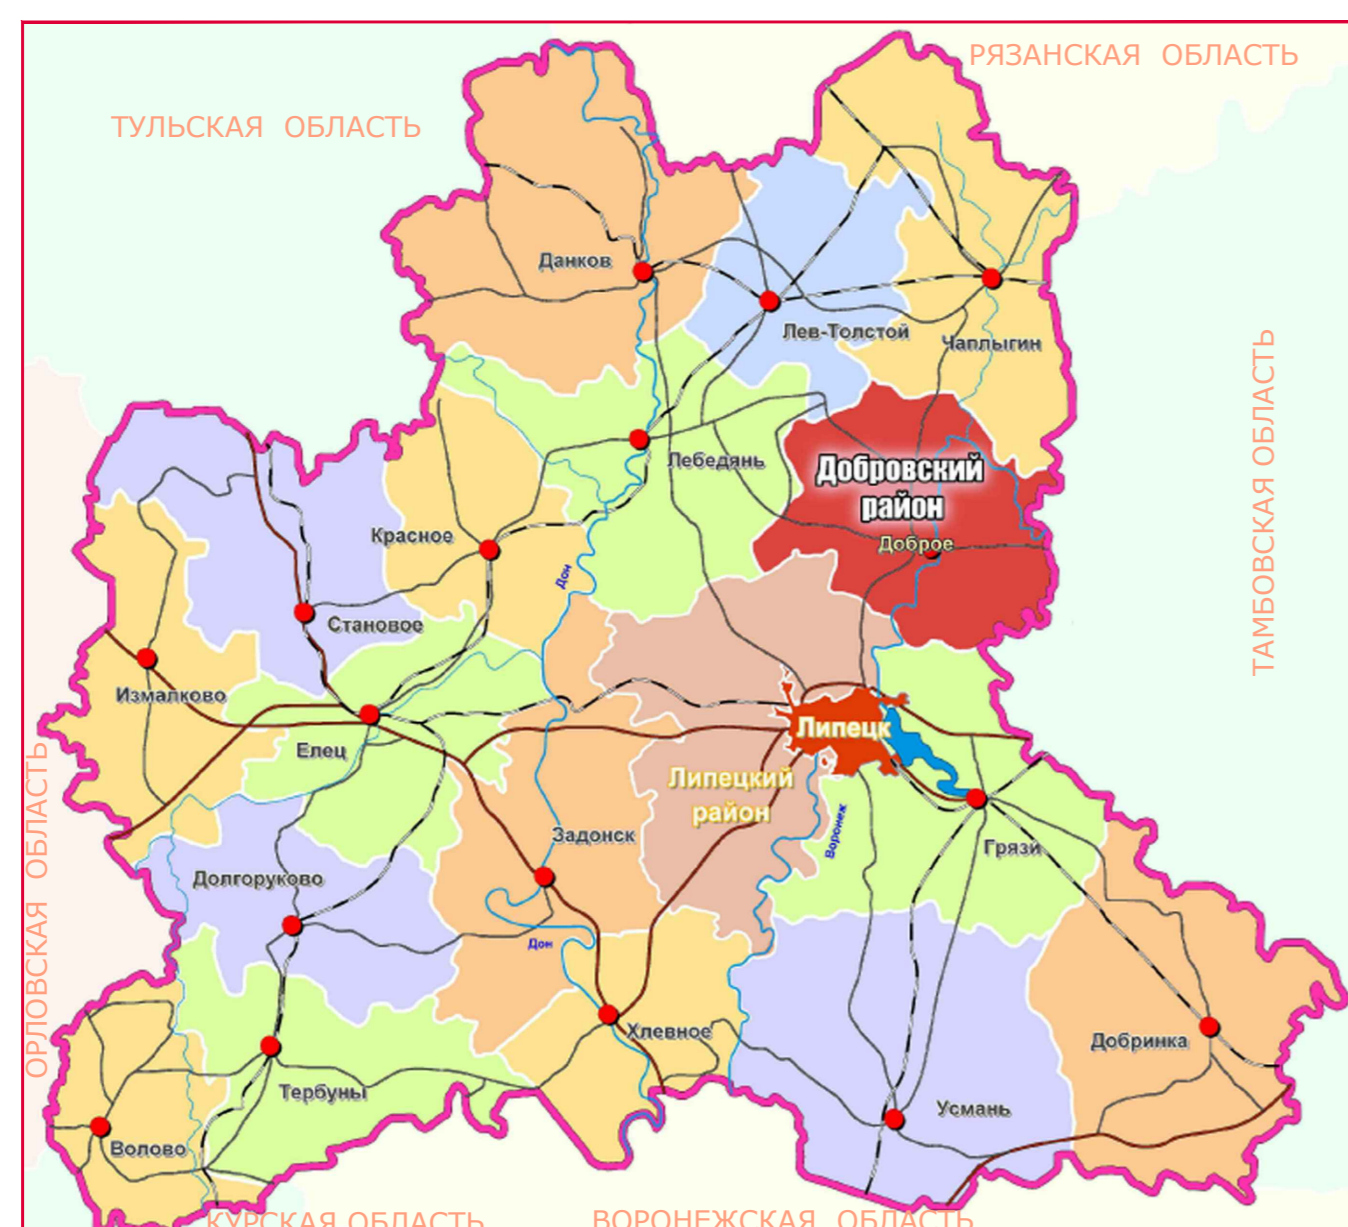 РЯЗАНСКАЯ ОБЛАСТЬ
ТУЛЬСКАЯ ОБЛАСТЬ
Данков
Лев-Толстой
Чаплыгин
ТАМБОВСКАЯ ОБЛАСТЬ
Лебедянь
Добровский
район
Доброе
Красное
Дон
Становое
Измалково
Елец
Липецк
Липецкий
район
Воронеж
Задонск
Грязи
Долгоруково
ОРЛОВСКАЯ ОБЛАСТЬ
Дон
Хлевное
Добринка
Тербуны
Усмань
Волово
КУРСКАЯ ОБЛАСТЬ
ВОРОНЕЖСКАЯ ОБЛАСТЬ